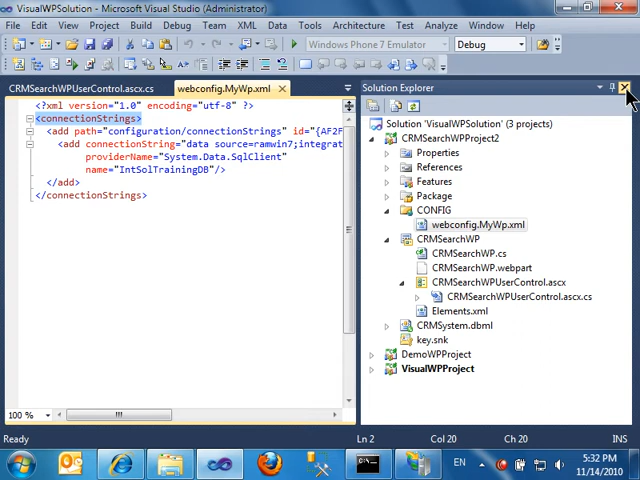 VisualWPSolution - Microsoft Visual Studio (Administrator)
File Edit View Project Build Debug Team XML Data Tools Architecture Test Analyze Window Help
Windows Phone 7 Emulator Debug
CRMSearchWPUserControl.ascx.cs webconfig.MyWp.xml
<?xml version="1.0" encoding="utf-8" ?>
<connectionStrings>
<add path="configuration/connectionStrings" id="{AF2F
<add connectionString="data source=ramwin7;integrat
providerName="System.Data.SqlClient"
name="IntSolTrainingDB"/>
</add>
</connectionStrings>
100 %
Solution Explorer
Solution 'VisualWPSolution' (3 projects)
CRMSearchWPProject2
Properties
References
Features
Package
CONFIG
webconfig.MyWp.xml
CRMSearchWP
CRMSearchWP.cs
CRMSearchWP.webpart
CRMSearchWPUserControl.ascx
CRMSearchWPUserControl.ascx.cs
Elements.xml
CRMSystem.dbml
key.snk
DemoWPProject
VisualWPProject
Ready Ln 2 Col 20 Ch 20 INS
EN 5:32 PM
11/14/2010